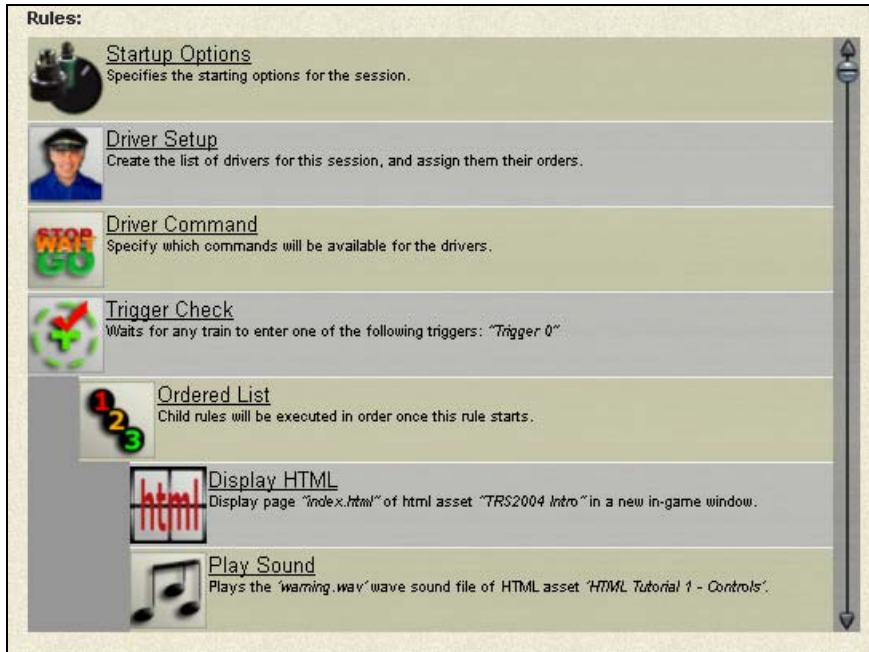 Rules:
Startup Options
Specifies the starting options for the session.
Driver Setup
Create the list of drivers for this session, and assign them their orders.
STOP
WAIT
GO
Driver Command
Specify which commands will be available for the drivers.
Trigger Check
Waits for any train to enter one of the following triggers: "Trigger 0"
1
2
3
Ordered List
Child rules will be executed in order once this rule starts.
html
Display HTML
Display page "index.html" of html asset "TRS2004 Intro" in a new in-game window.
Play Sound
Plays the 'warning.wav' wave sound file of HTML asset 'HTML Tutorial 1 - Controls'.